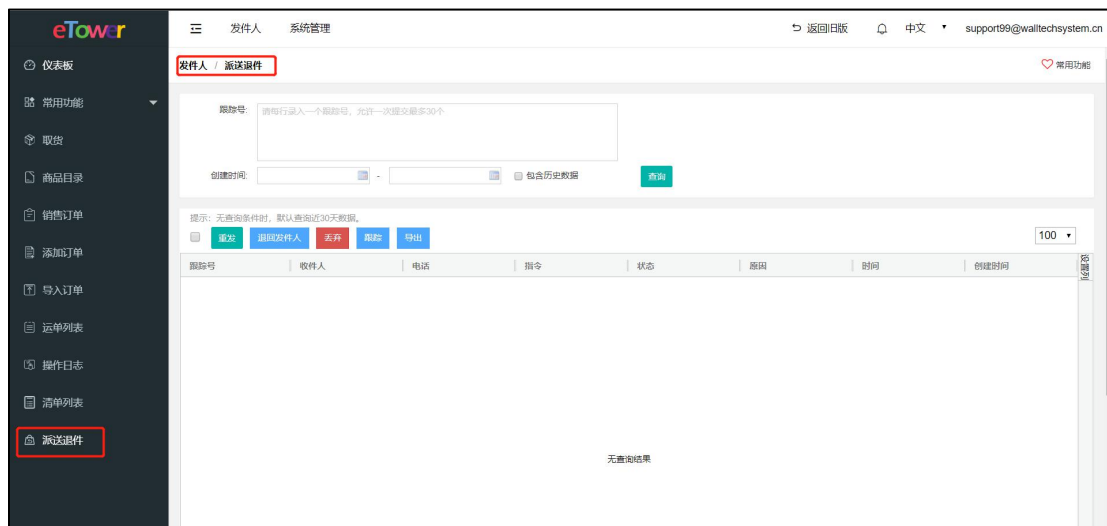 eTower
发件人 系统管理 返回旧版 中文 support99@walltechsystem.cn
仪表板
发件人 / 派送退件 常用功能
常用功能
取货
商品目录
销售订单
添加订单
导入订单
运单列表
操作日志
清单列表
派送退件
跟踪号: 请每行录入一个跟踪号，允许一次提交最多30个
创建时间: - 包含历史数据 查询
提示：无查询条件时，默认查询近30天数据。
重发 退回发件人 丢弃 跟踪 导出 100
跟踪号 收件人 电话 指令 状态 原因 时间 创建时间 设置列
无查询结果